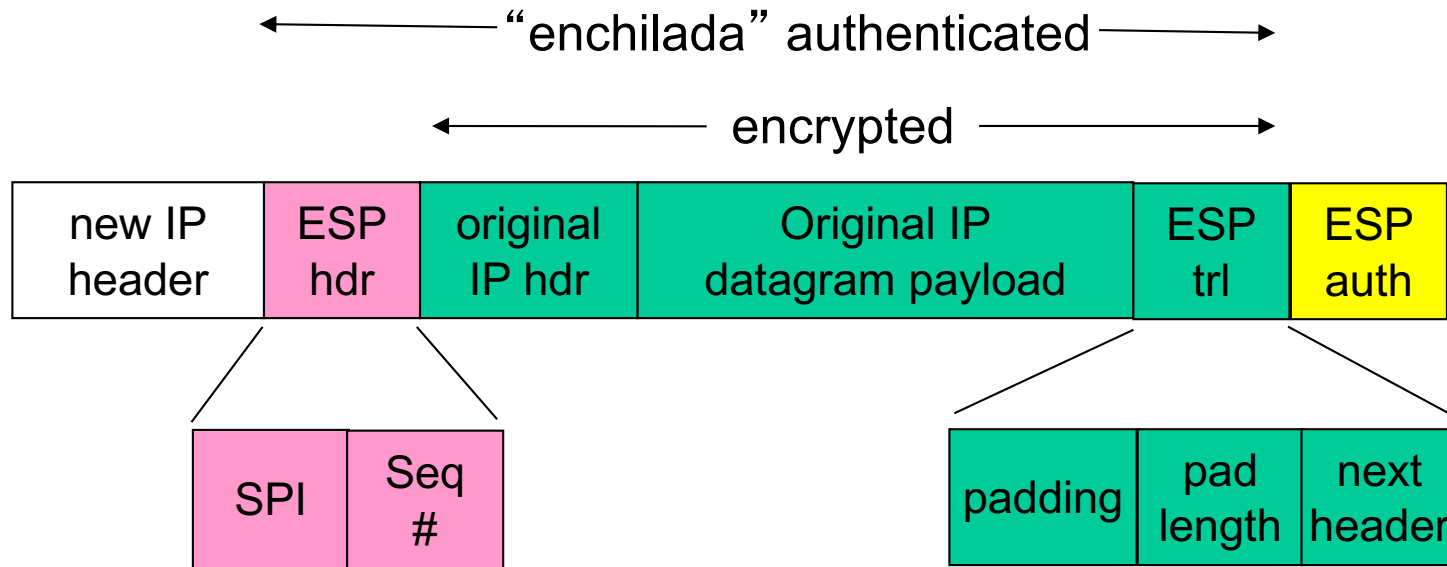 “enchilada” authenticated
encrypted
new IP
header
ESP
hdr
original
IP hdr
Original IP
datagram payload
ESP
trl
ESP
auth
SPI
Seq
#
padding
pad
length
next
header